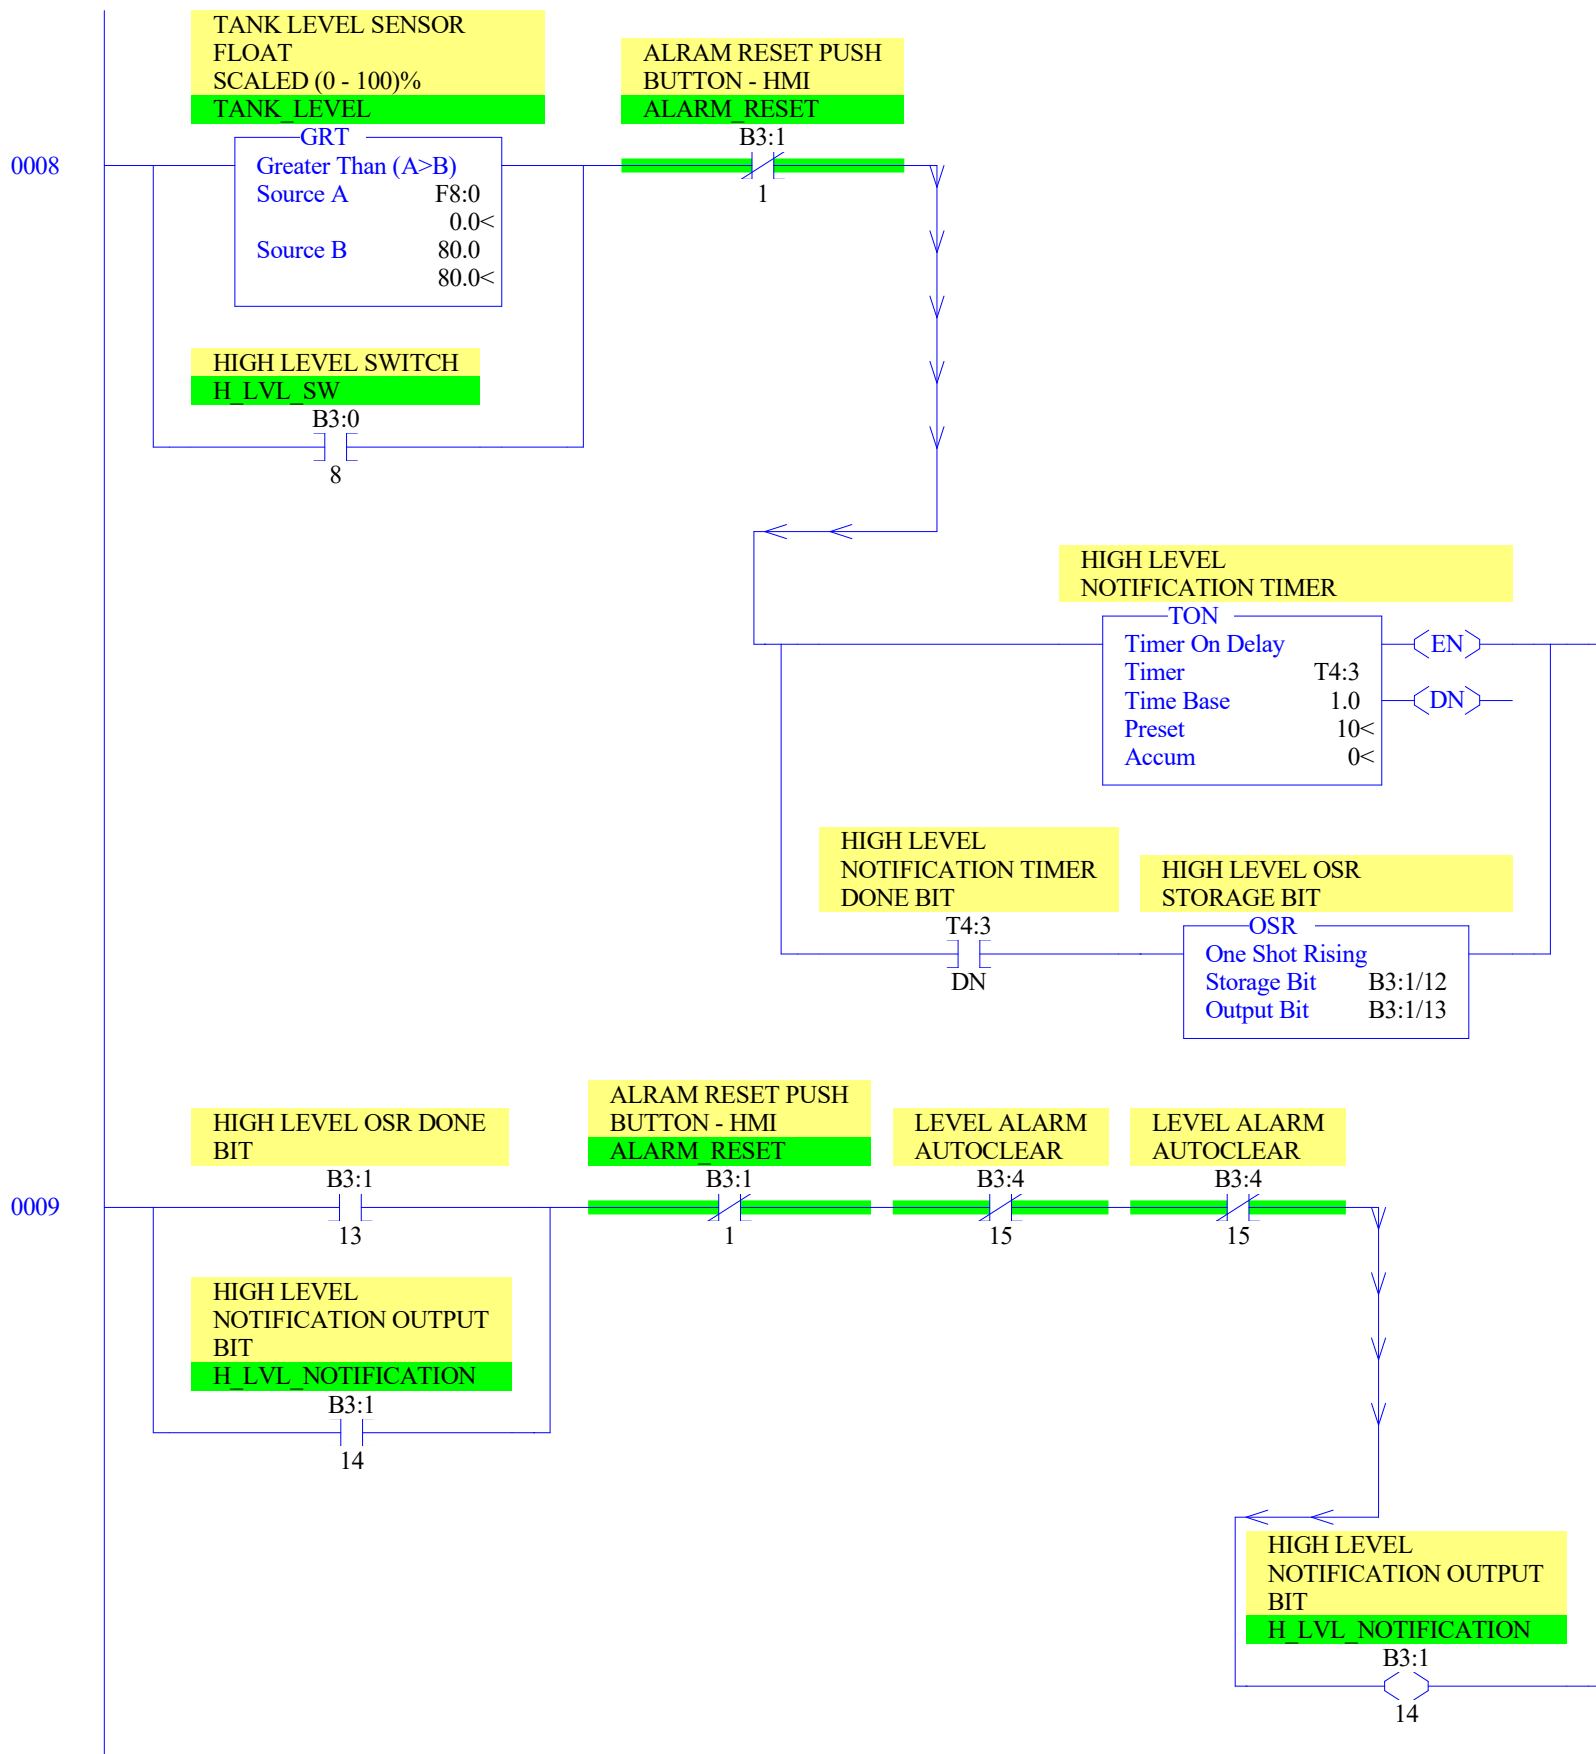 TANK LEVEL SENSOR
FLOAT
SCALED (0 - 100)%
TANK_LEVEL
ALRAM RESET PUSH
BUTTON - HMI
ALARM_RESET
0008
GRT
Greater Than (A>B)
Source A F8:0
0.0<
Source B 80.0
80.0<
B3:1
1
HIGH LEVEL SWITCH
H_LVL_SW
B3:0
8
HIGH LEVEL
NOTIFICATION TIMER
TON
Timer On Delay
Timer T4:3
Time Base 1.0
Preset 10<
Accum 0<
EN
DN
HIGH LEVEL
NOTIFICATION TIMER
DONE BIT
T4:3
DN
HIGH LEVEL OSR
STORAGE BIT
OSR
One Shot Rising
Storage Bit B3:1/12
Output Bit B3:1/13
0009
HIGH LEVEL OSR DONE
BIT
B3:1
13
ALRAM RESET PUSH
BUTTON - HMI
ALARM_RESET
B3:1
1
LEVEL ALARM
AUTOCLEAR
B3:4
15
LEVEL ALARM
AUTOCLEAR
B3:4
15
HIGH LEVEL
NOTIFICATION OUTPUT
BIT
H_LVL_NOTIFICATION
B3:1
14
HIGH LEVEL
NOTIFICATION OUTPUT
BIT
H_LVL_NOTIFICATION
B3:1
14